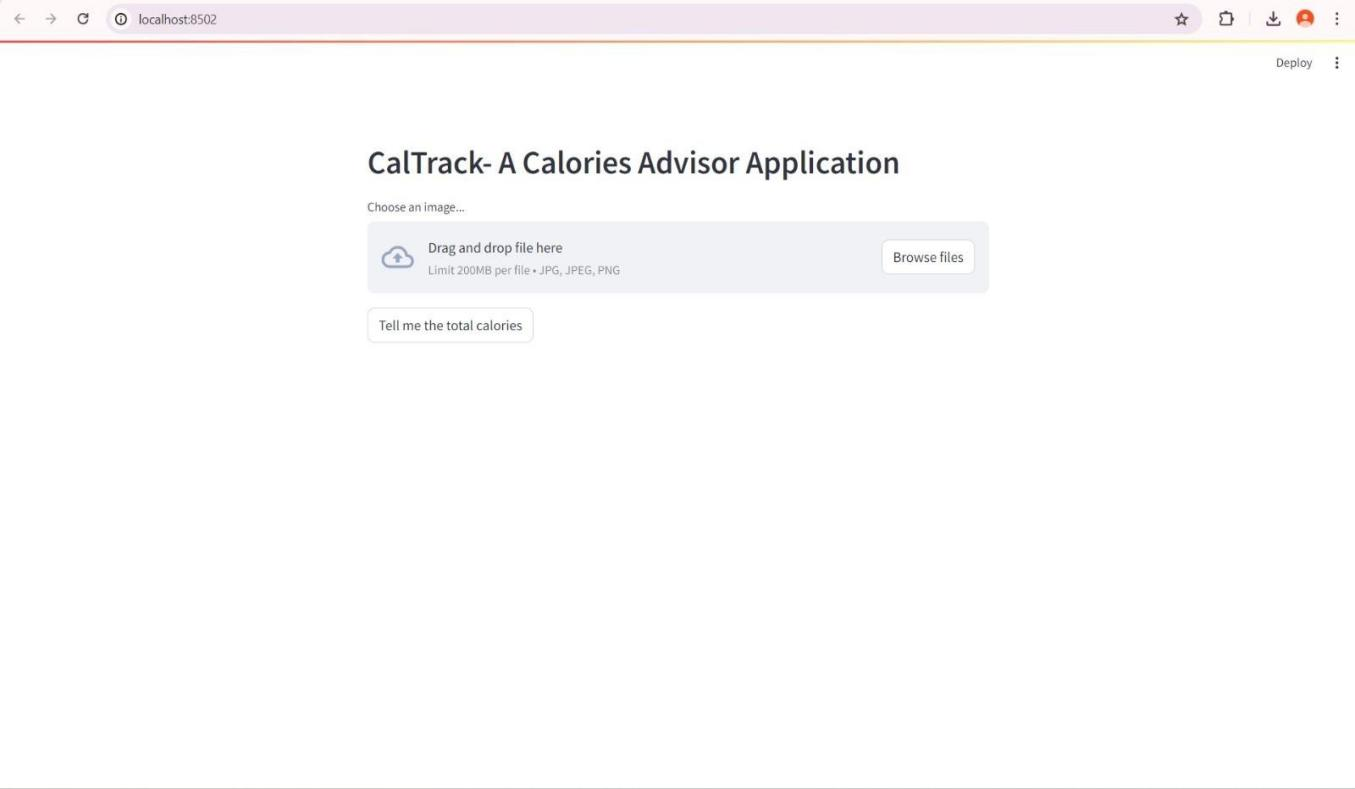 localhost:8502
Deploy
CalTrack- A Calories Advisor Application
Choose an image...
Drag and drop file here
Limit 200MB per file • JPG, JPEG, PNG
Browse files
Tell me the total calories